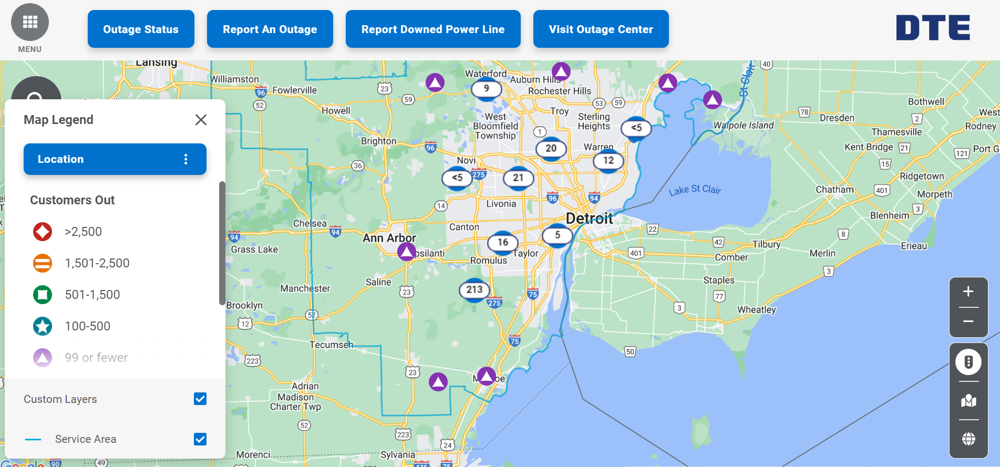 MENU
Outage Status
Report An Outage
Report Downed Power Line
Visit Outage Center
DTE
Map Legend
Location
Customers Out
>2,500
1,501-2,500
501-1,500
100-500
99 or fewer
Custom Layers
Service Area
Lansing
Williamston
96
Fowlerville
52
23
59
Howell
Waterford
9
Auburn Hills
Rochester Hills
53
59
Troy
Sterling
Heights
West
Bloomfield
Township
1
<5
St Clair
40
Bothwell
78
Dresden
2
West
Rodney
Walpole Island
Thamesville
Kent Bridge
21
121
Port G
15
Ridgetown
Brighton
96
20
Warren
12
Novi
36
<5
275
21
Lake St Clair
Chatham
401
Morpeth
96
94
Livonia
14
3
Blenheim
Detroit
Chelsea
94
94
Canton
22
8
Ann Arbor
Grass Lake
5
16
42
Tilbury
Erieau
psilanti
Romulus
Taylor
401
Comber
Merlin
3
Saline
Manchester
23
213
275
75
Staples
77
3
Wheatley
Brooklyn
52
12
75
Tecumseh
50
223
23
M
oe
Adrian
Madison
Charter Twp
52
223
24
Morenci
Sylvania
49
90
475
75
Google